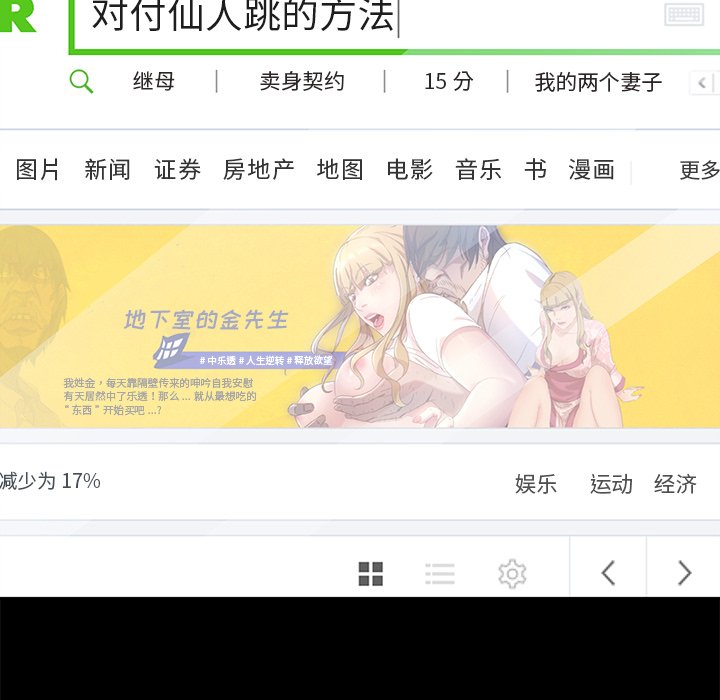 R
对付仙人跳的方法
继母 | 卖身契约 | 15 分 | 我的两个妻子
图片 新闻 证券 房地产 地图 电影 音乐 书 漫画 更多
地下室的金先生
# 中乐透 # 人生逆转 # 释放欲望
我姓金，每天靠隔壁传来的呻吟自我安慰
有天居然中了乐透！那么 ... 就从最想吃的
“ 东西 ” 开始买吧 ...?
减少为 17%
娱乐 运动 经济